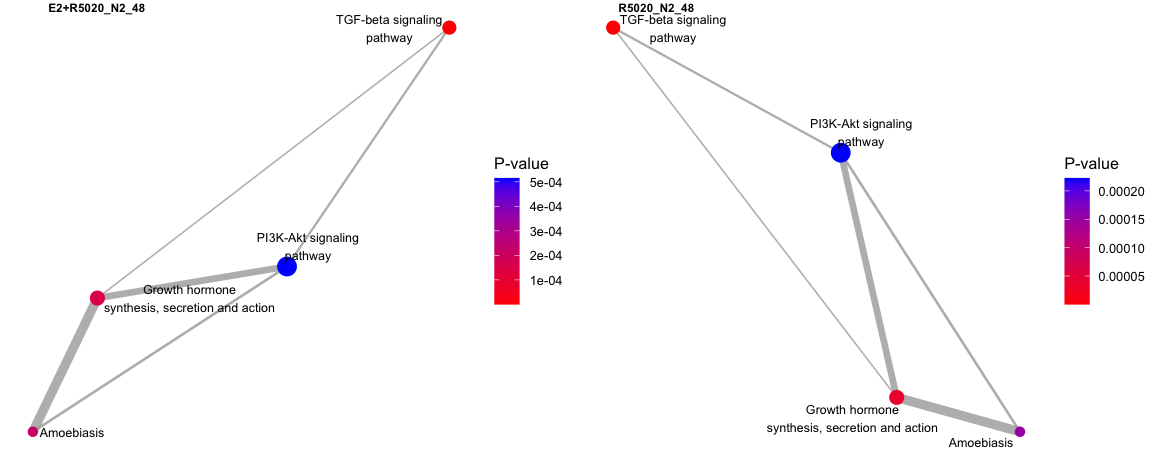 E2+R5020_N2_48
TGF-beta signaling
pathway
PI3K-Akt signaling
pathway
Growth hormone
synthesis, secretion and action
Amoebiasis
P-value
5e-04
4e-04
3e-04
2e-04
1e-04
R5020_N2_48
TGF-beta signaling
pathway
PI3K-Akt signaling
pathway
Growth hormone
synthesis, secretion and action
Amoebiasis
P-value
0.00020
0.00015
0.00010
0.00005